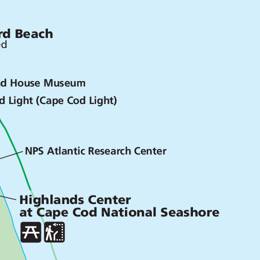 rd Beach
ed
d House Museum
d Light (Cape Cod Light)
NPS Atlantic Research Center
Highlands Center
at Cape Cod National Seashore